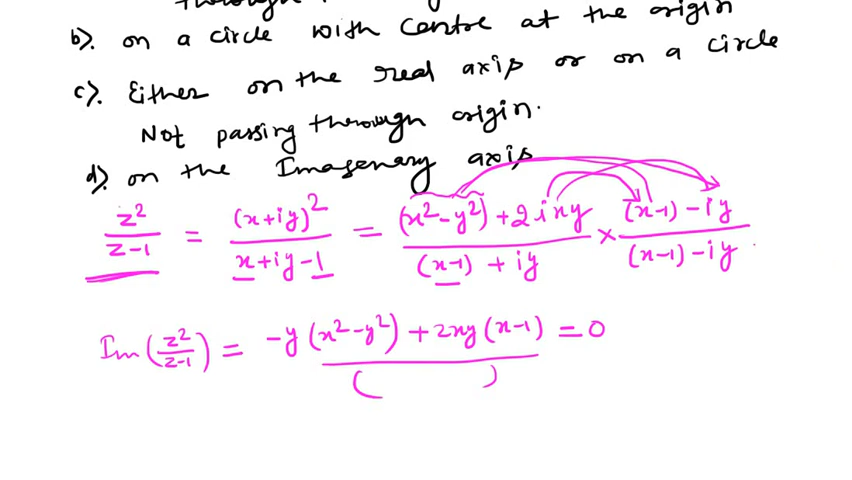 through
b). on a circle with centre at the origin
c). Either on the real axis or on a circle
Not passing through origin.
d). on the Imagenary axis
z²/(z-1) = (x+iy)²/(x+iy-1) = ((x²-y²)+2ixy)/((x-1)+iy) × ((x-1)-iy)/((x-1)-iy)
Im(z²/(z-1)) = (-y(x²-y²)+2xy(x-1))/( ) = 0